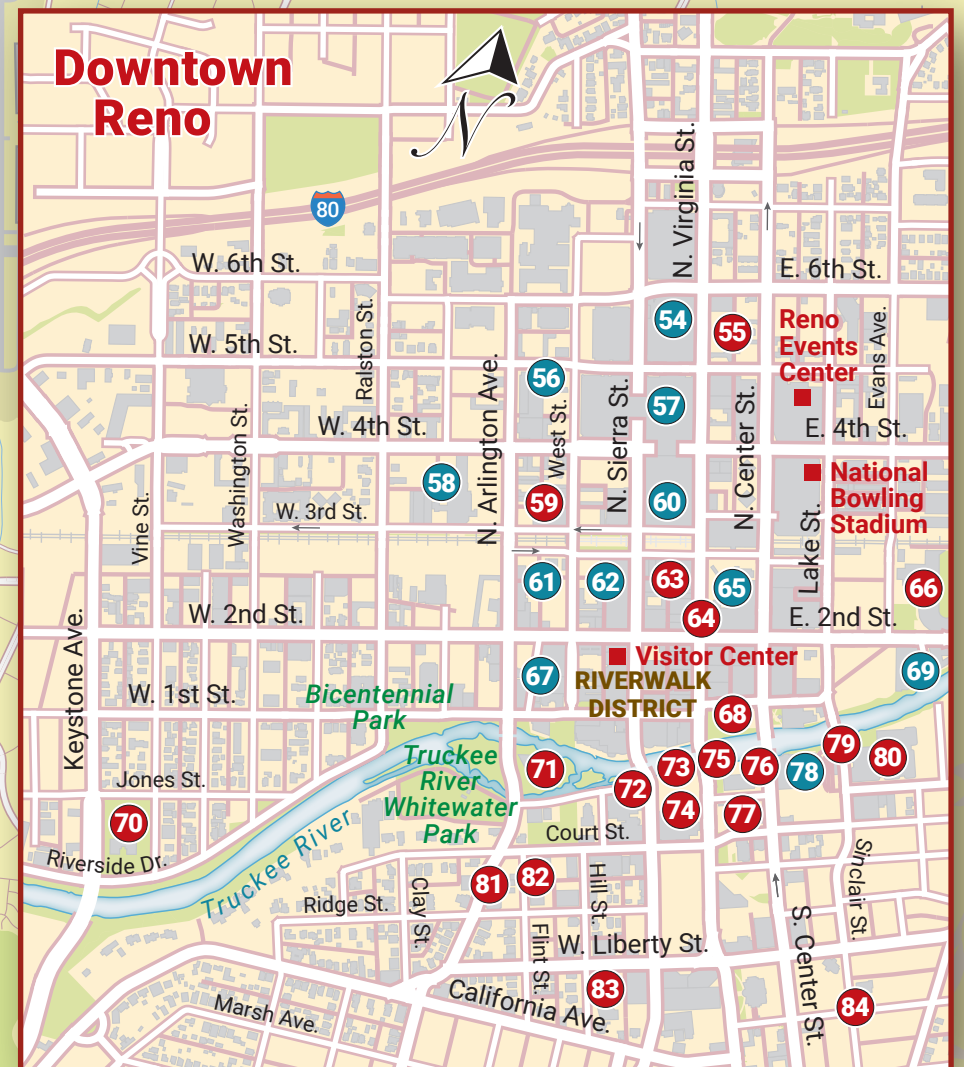 Downtown
Reno
N
80
N. Virginia St.
W. 6th St.
E. 6th St.
54
55
Reno
Events
Center
Evans Ave.
Ralston St.
W. 5th St.
N. Arlington Ave.
56
57
N. Sierra St.
N. Center St.
West St.
W. 4th St.
E. 4th St.
Washington St.
58
59
60
National
Bowling
Stadium
Vine St.
W. 3rd St.
Lake St.
61
62
63
64
65
66
W. 2nd St.
E. 2nd St.
Keystone Ave.
Visitor Center
RIVERWALK
DISTRICT
67
68
69
W. 1st St.
Bicentennial
Park
Truckee
River
Whitewater
Park
Jones St.
70
71
72
73
74
75
76
77
78
79
80
Court St.
Riverside Dr.
Truckee River
Sinclair St.
81
82
Hill St.
Clay St.
Ridge St.
Flint St.
W. Liberty St.
S. Center St.
83
84
California Ave.
Marsh Ave.